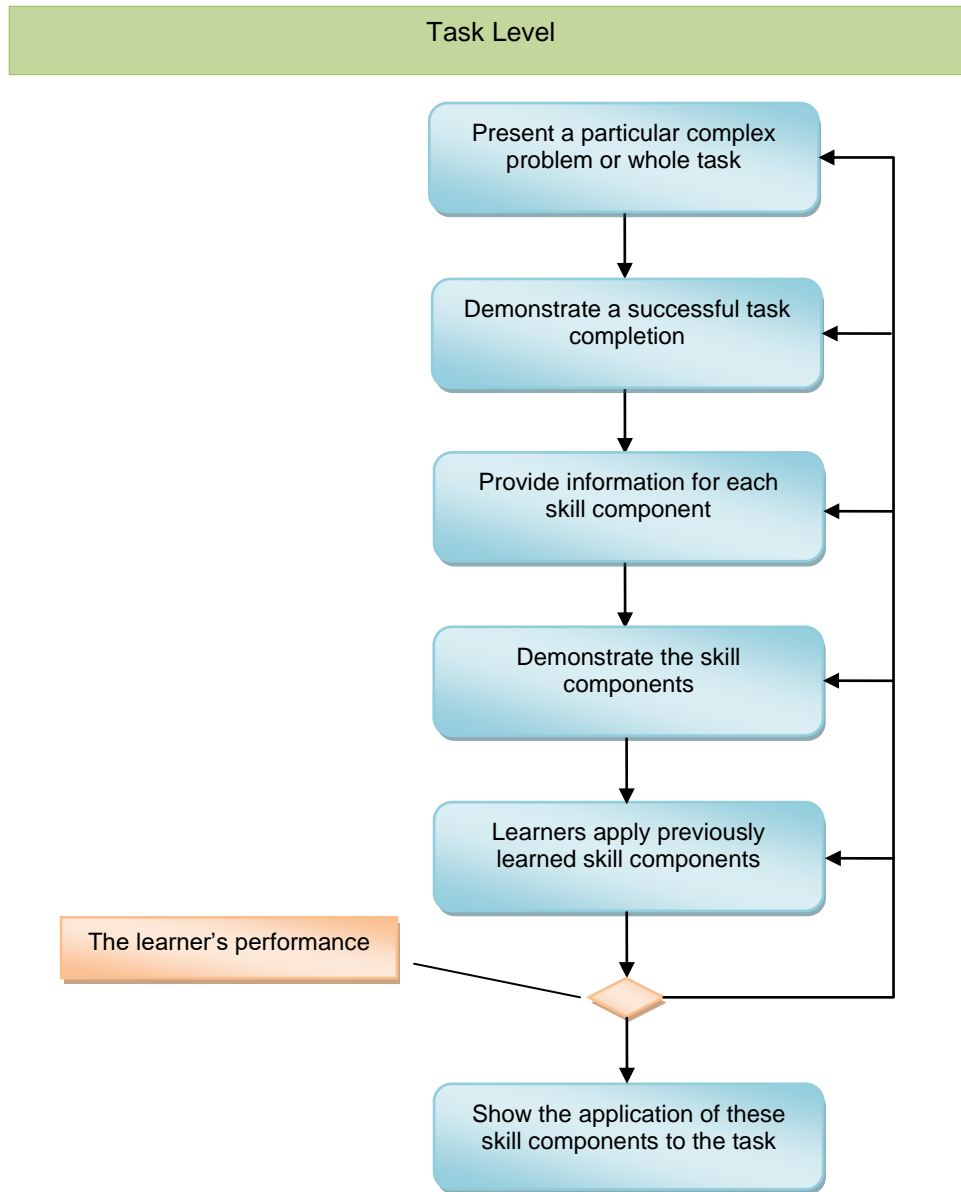 Task Level
Present a particular complex
problem or whole task
Demonstrate a successful task
completion
Provide information for each
skill component
Demonstrate the skill
components
Learners apply previously
learned skill components
The learner’s performance
Show the application of these
skill components to the task